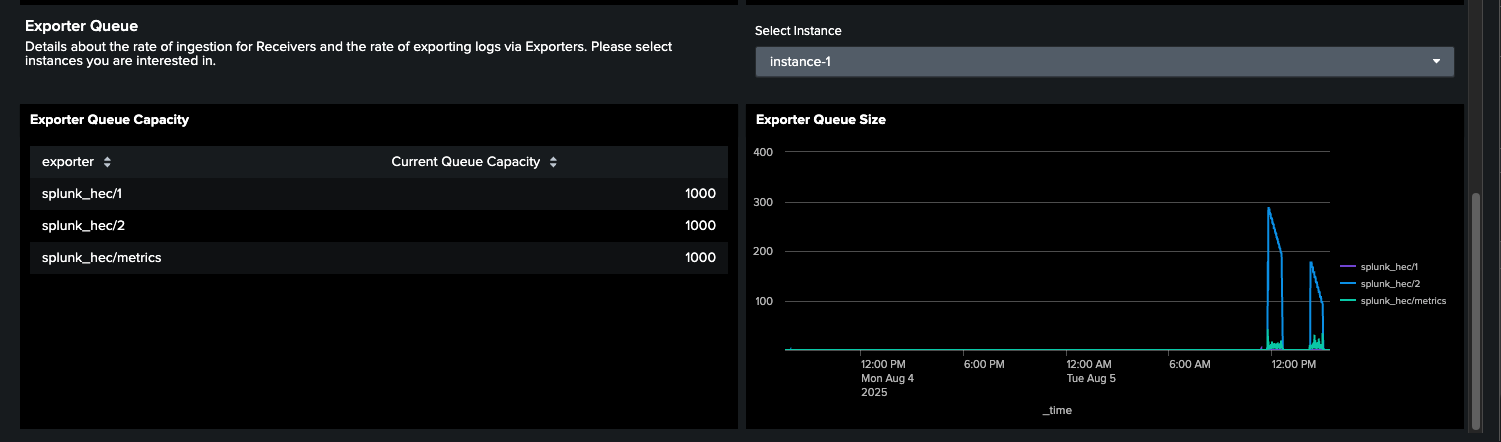 Exporter Queue
Details about the rate of ingestion for Receivers and the rate of exporting logs via Exporters. Please select
instances you are interested in.
Select Instance
instance-1
Exporter Queue Capacity
exporter Current Queue Capacity
splunk_hec/1 1000
splunk_hec/2 1000
splunk_hec/metrics 1000
Exporter Queue Size
400
300
200
100
splunk_hec/1
splunk_hec/2
splunk_hec/metrics
12:00 PM 6:00 PM 12:00 AM 6:00 AM 12:00 PM
Mon Aug 4 Tue Aug 5
2025
_time